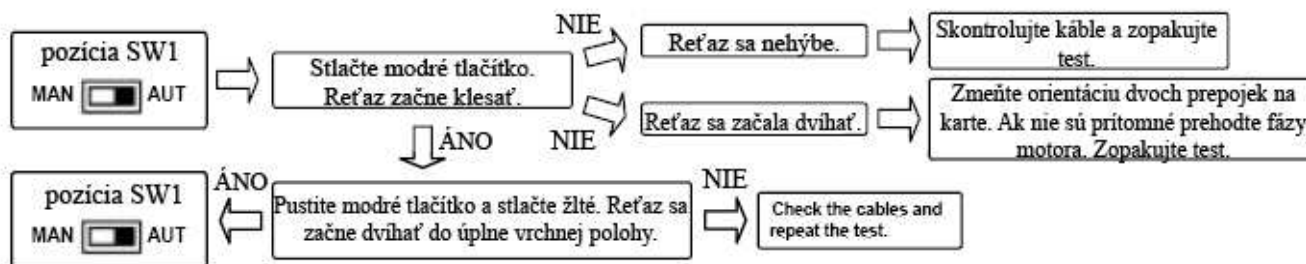 pozícia SW1
MAN AUT
Stlačte modré tlačítko.
Reťaz začne klesať.
NIE
Reťaz sa nehýbe.
Skontrolujte káble a zopakujte
test.
NIE
Reťaz sa začala dvíhať.
Zmeňte orientáciu dvoch prepojek na
karte. Ak nie sú prítomné prehodte fázy
motora. Zopakujte test.
ÁNO
Pustite modré tlačítko a stlačte žlté. Reťaz sa
začne dvíhať do úplne vrchnej polohy.
ÁNO
pozícia SW1
MAN AUT
NIE
Check the cables and
repeat the test.